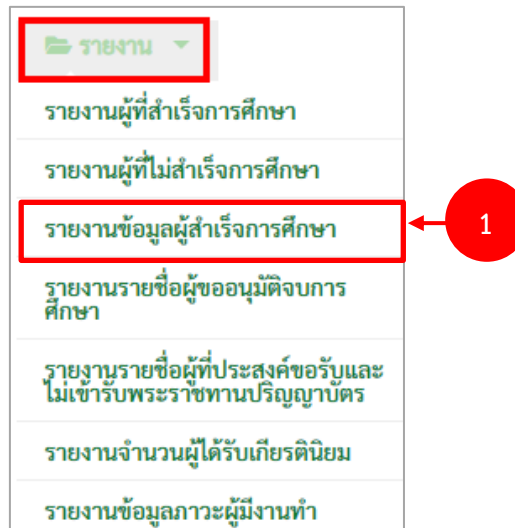 รายงาน
รายงานผู้ที่สำเร็จการศึกษา
รายงานผู้ที่ไม่สำเร็จการศึกษา
รายงานข้อมูลผู้สำเร็จการศึกษา
1
รายงานรายชื่อผู้ขออนุมัติจบการ
ศึกษา
รายงานรายชื่อผู้ที่ประสงค์ขอรับและ
ไม่เข้ารับพระราชทานปริญญาบัตร
รายงานจำนวนผู้ได้รับเกียรตินิยม
รายงานข้อมูลภาวะผู้มีงานทำ